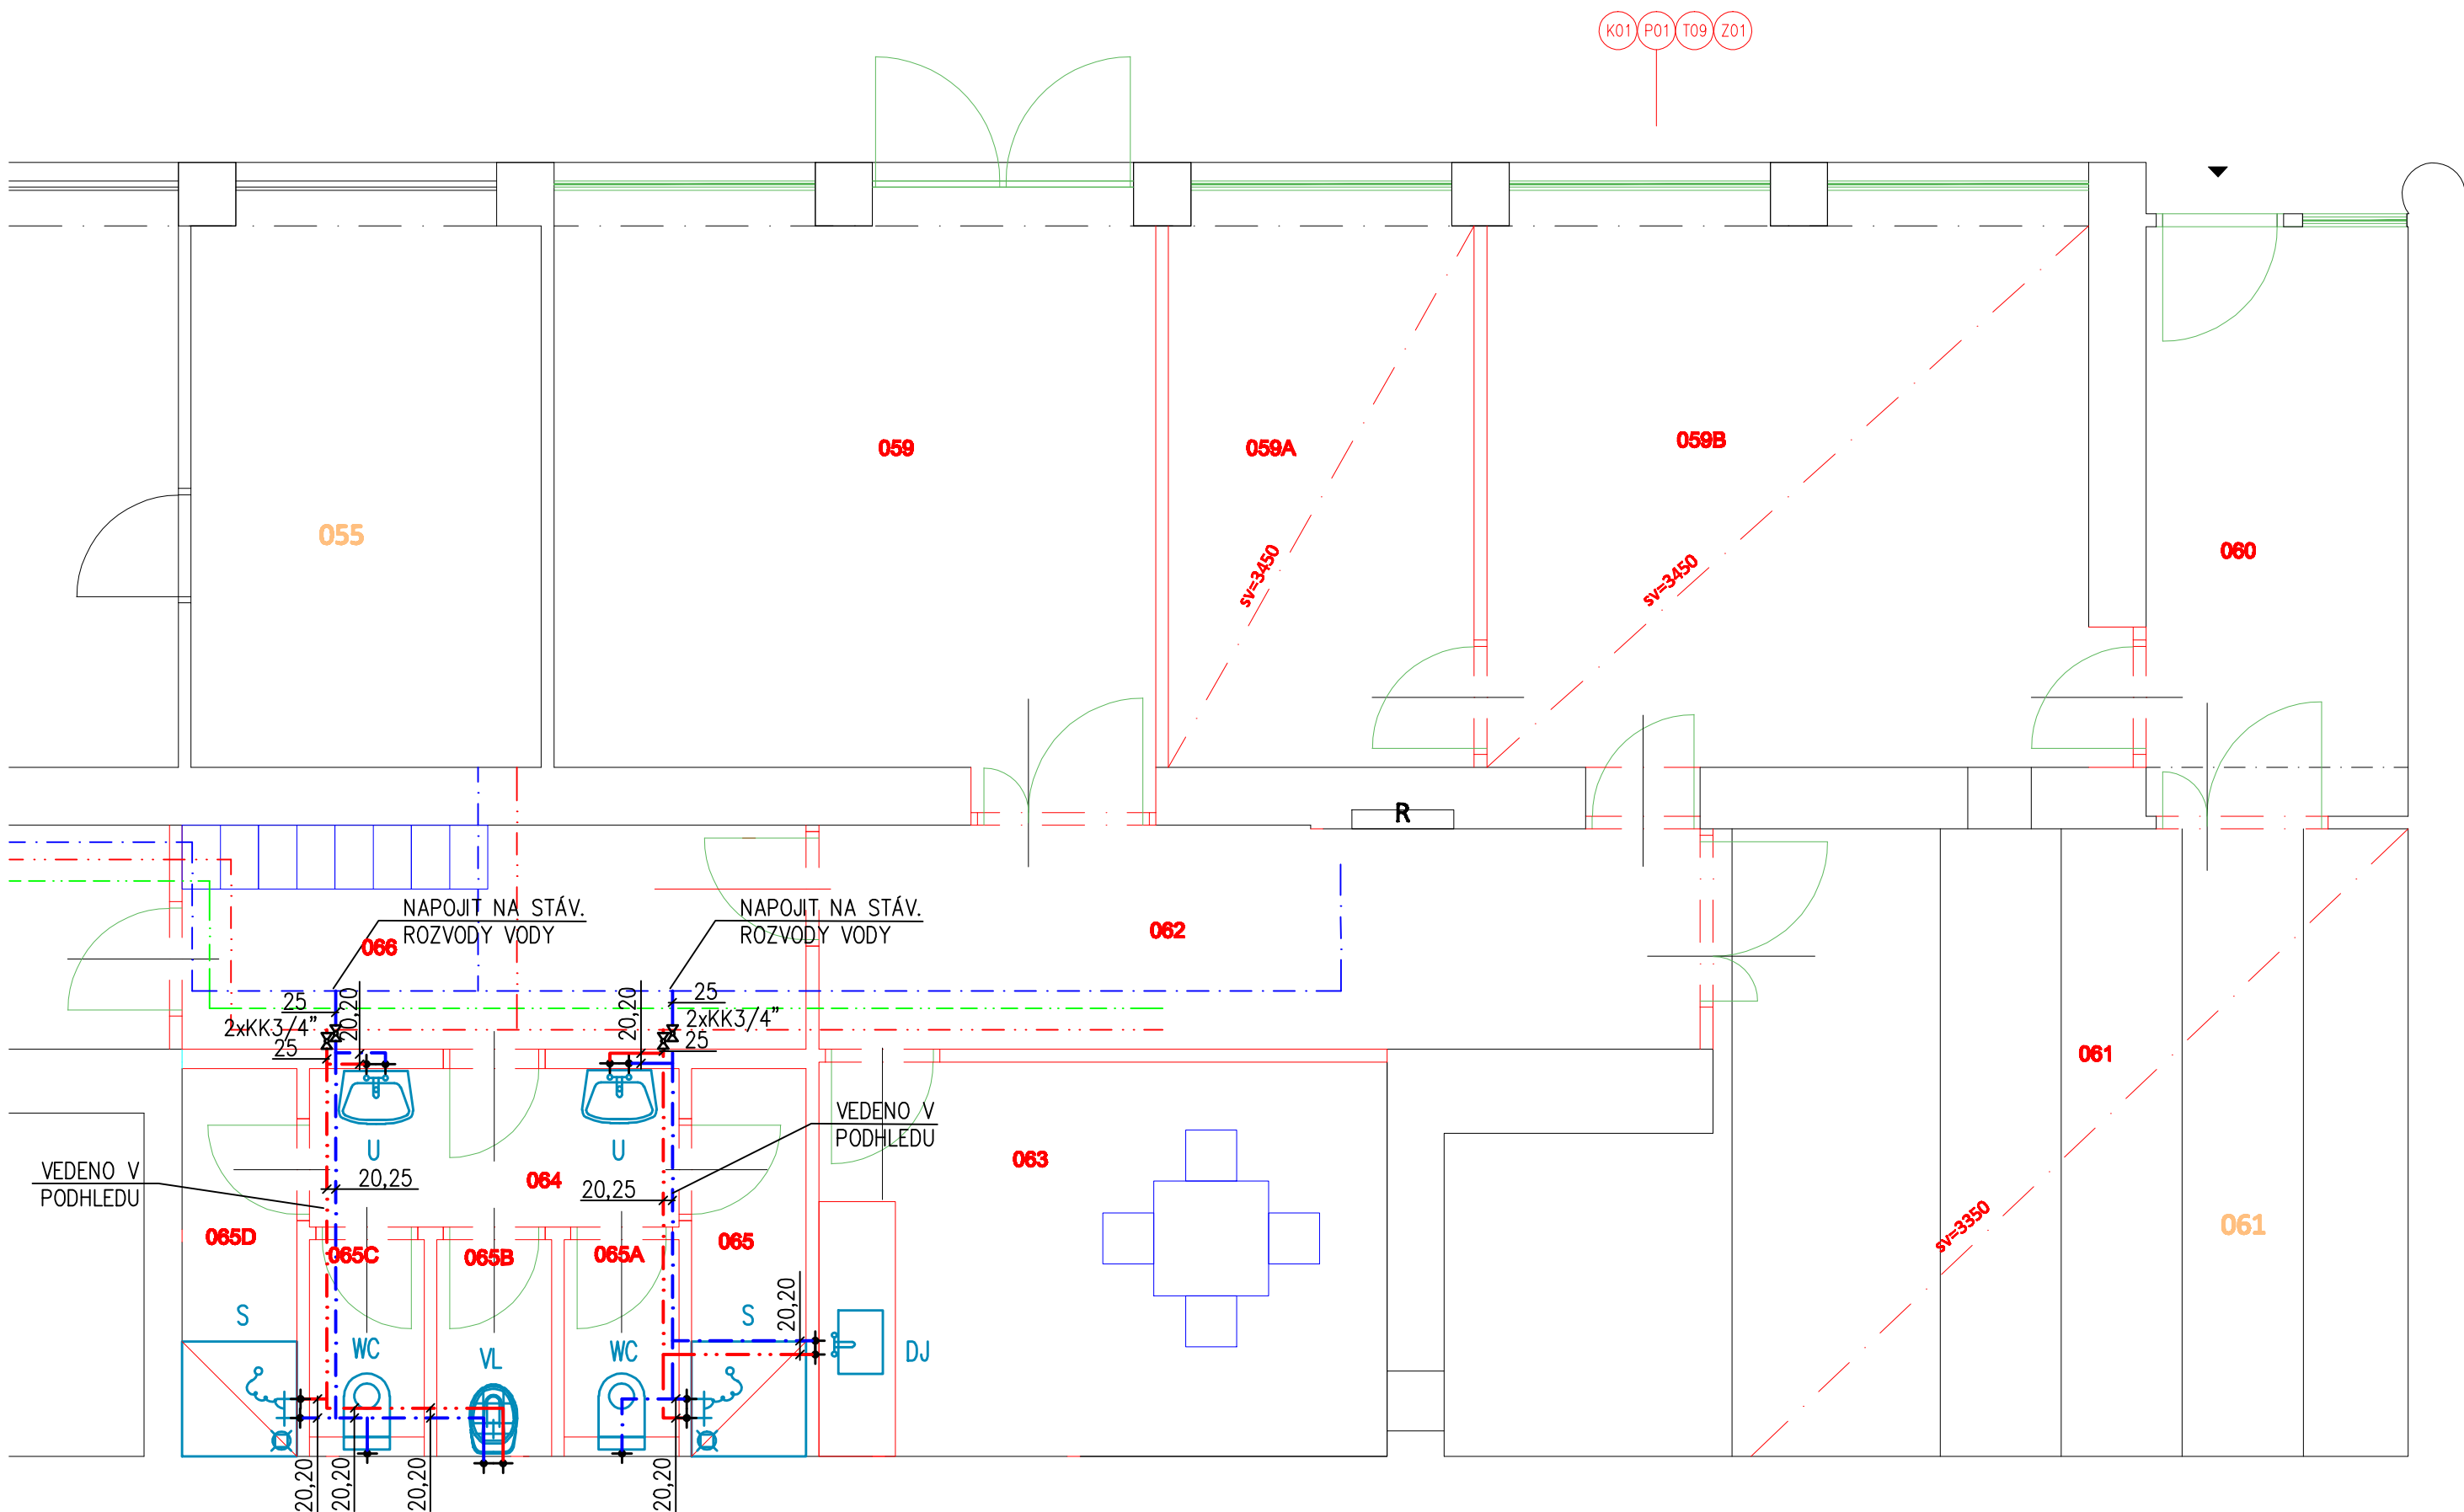 K01 P01 T09 Z01
059
059A
059B
055
060
sv=3450
sv=3450
R
NAPOJIT NA STÁV.
ROZVODY VODY
NAPOJIT NA STÁV.
ROZVODY VODY
066
062
25
20,20
2xKK3/4"
25
20,20
25
2xKK3/4"
25
061
VEDENO V
PODHLEDU
VEDENO V
PODHLEDU
U
U
063
20,25
064
20,25
sv=3350
061
065D
065C
065B
065A
065
S
WC
VL
WC
S
20,20
DJ
20,20
20,20
20,20
20,20